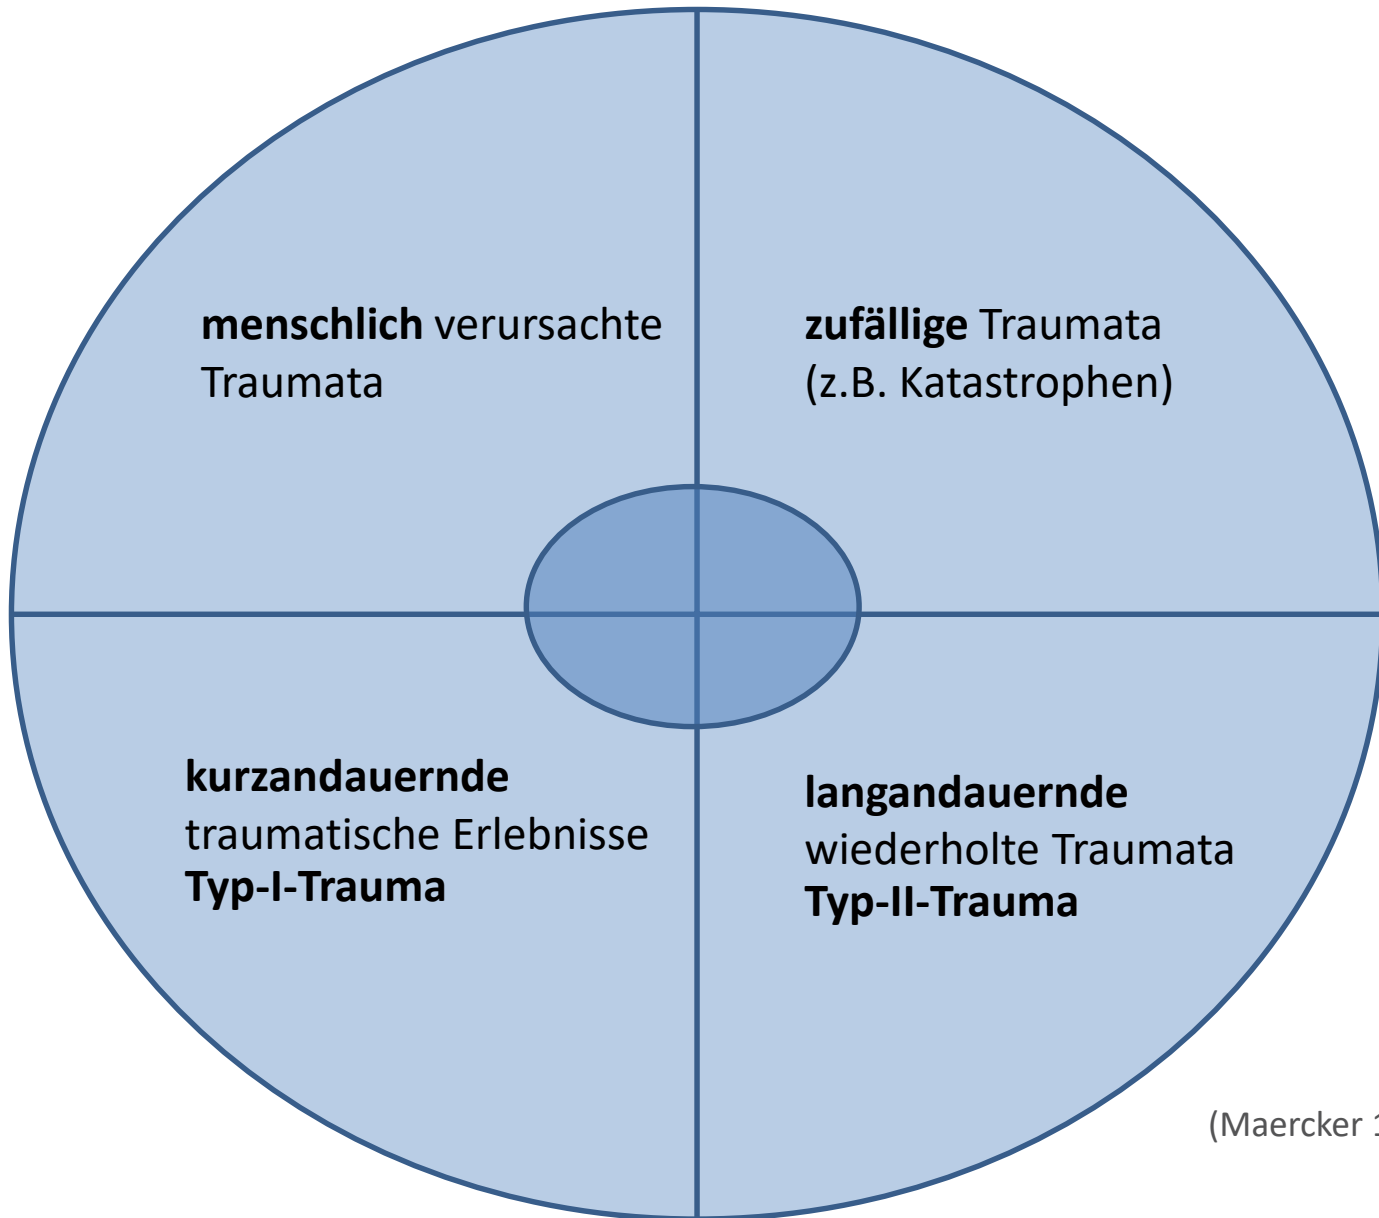 menschlich verursachte
Traumata
zufällige Traumata
(z.B. Katastrophen)
kurzandauernde
traumatische Erlebnisse
Typ-I-Trauma
langandauernde
wiederholte Traumata
Typ-II-Trauma
(Maercker